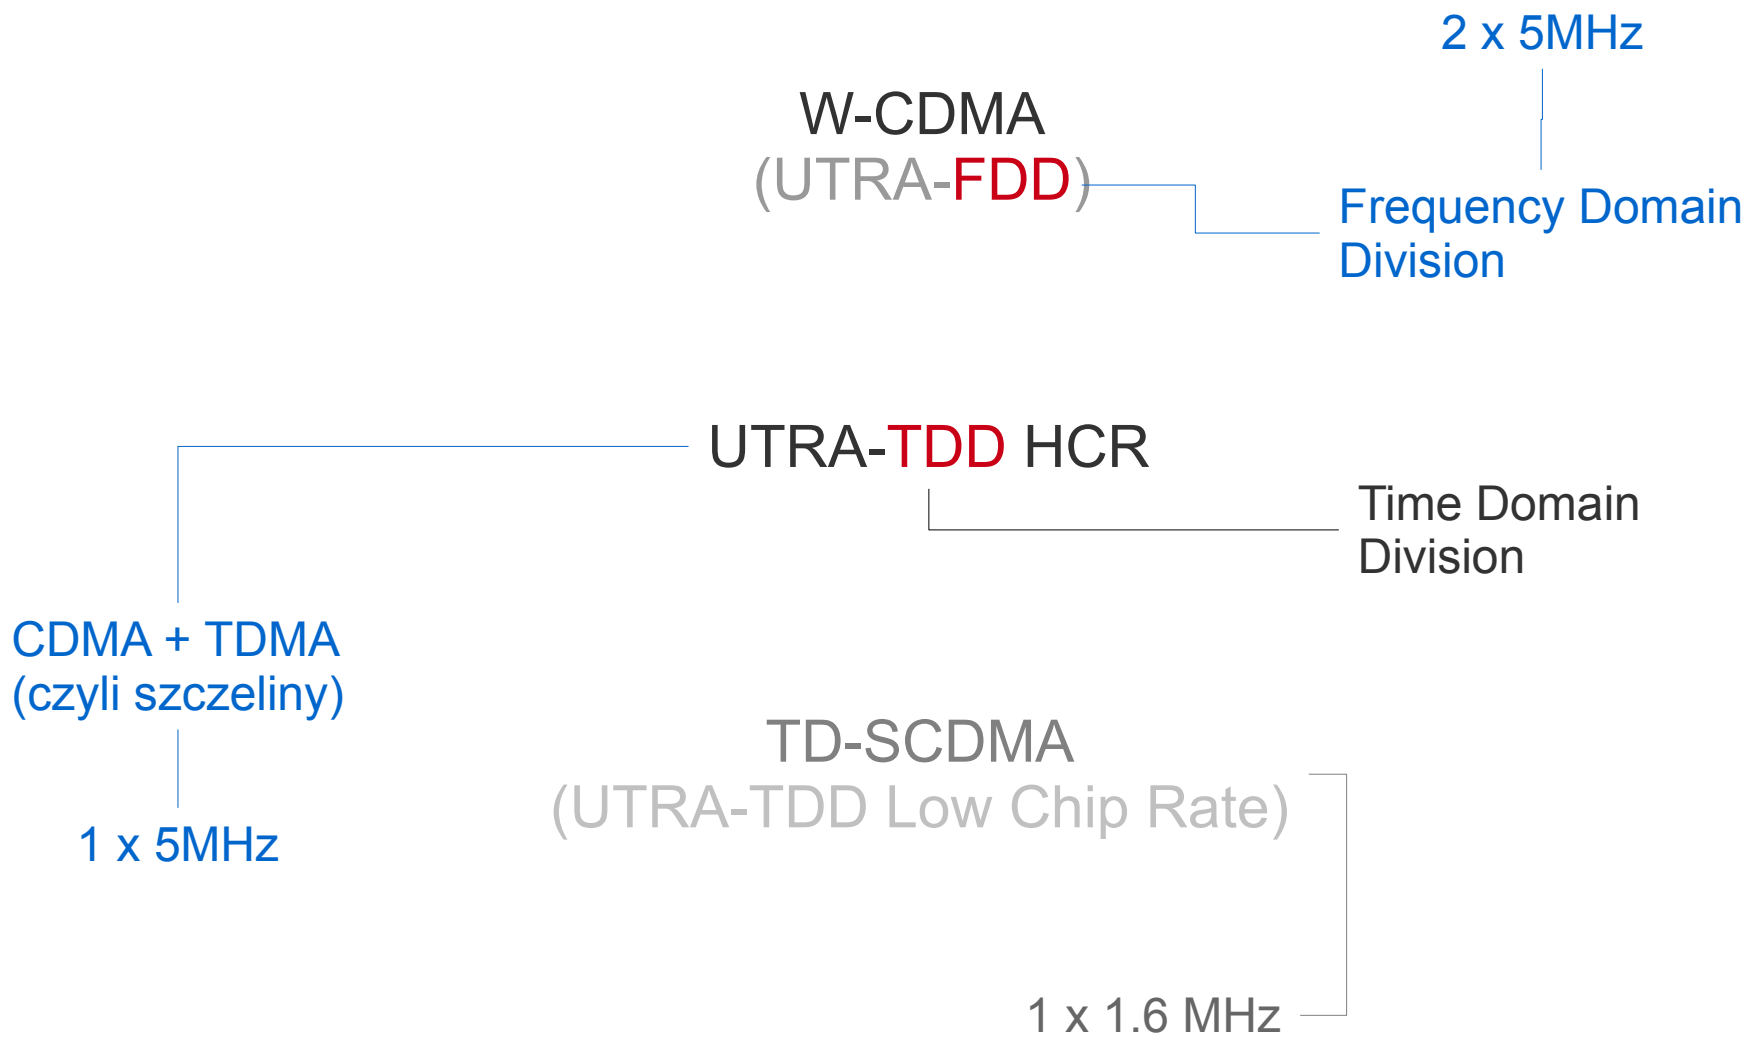 2 x 5MHz
W-CDMA
(UTRA-FDD)
Frequency Domain
Division
UTRA-TDD HCR
Time Domain
Division
CDMA + TDMA
(czyli szczeliny)
1 x 5MHz
TD-SCDMA
(UTRA-TDD Low Chip Rate)
1 x 1.6 MHz